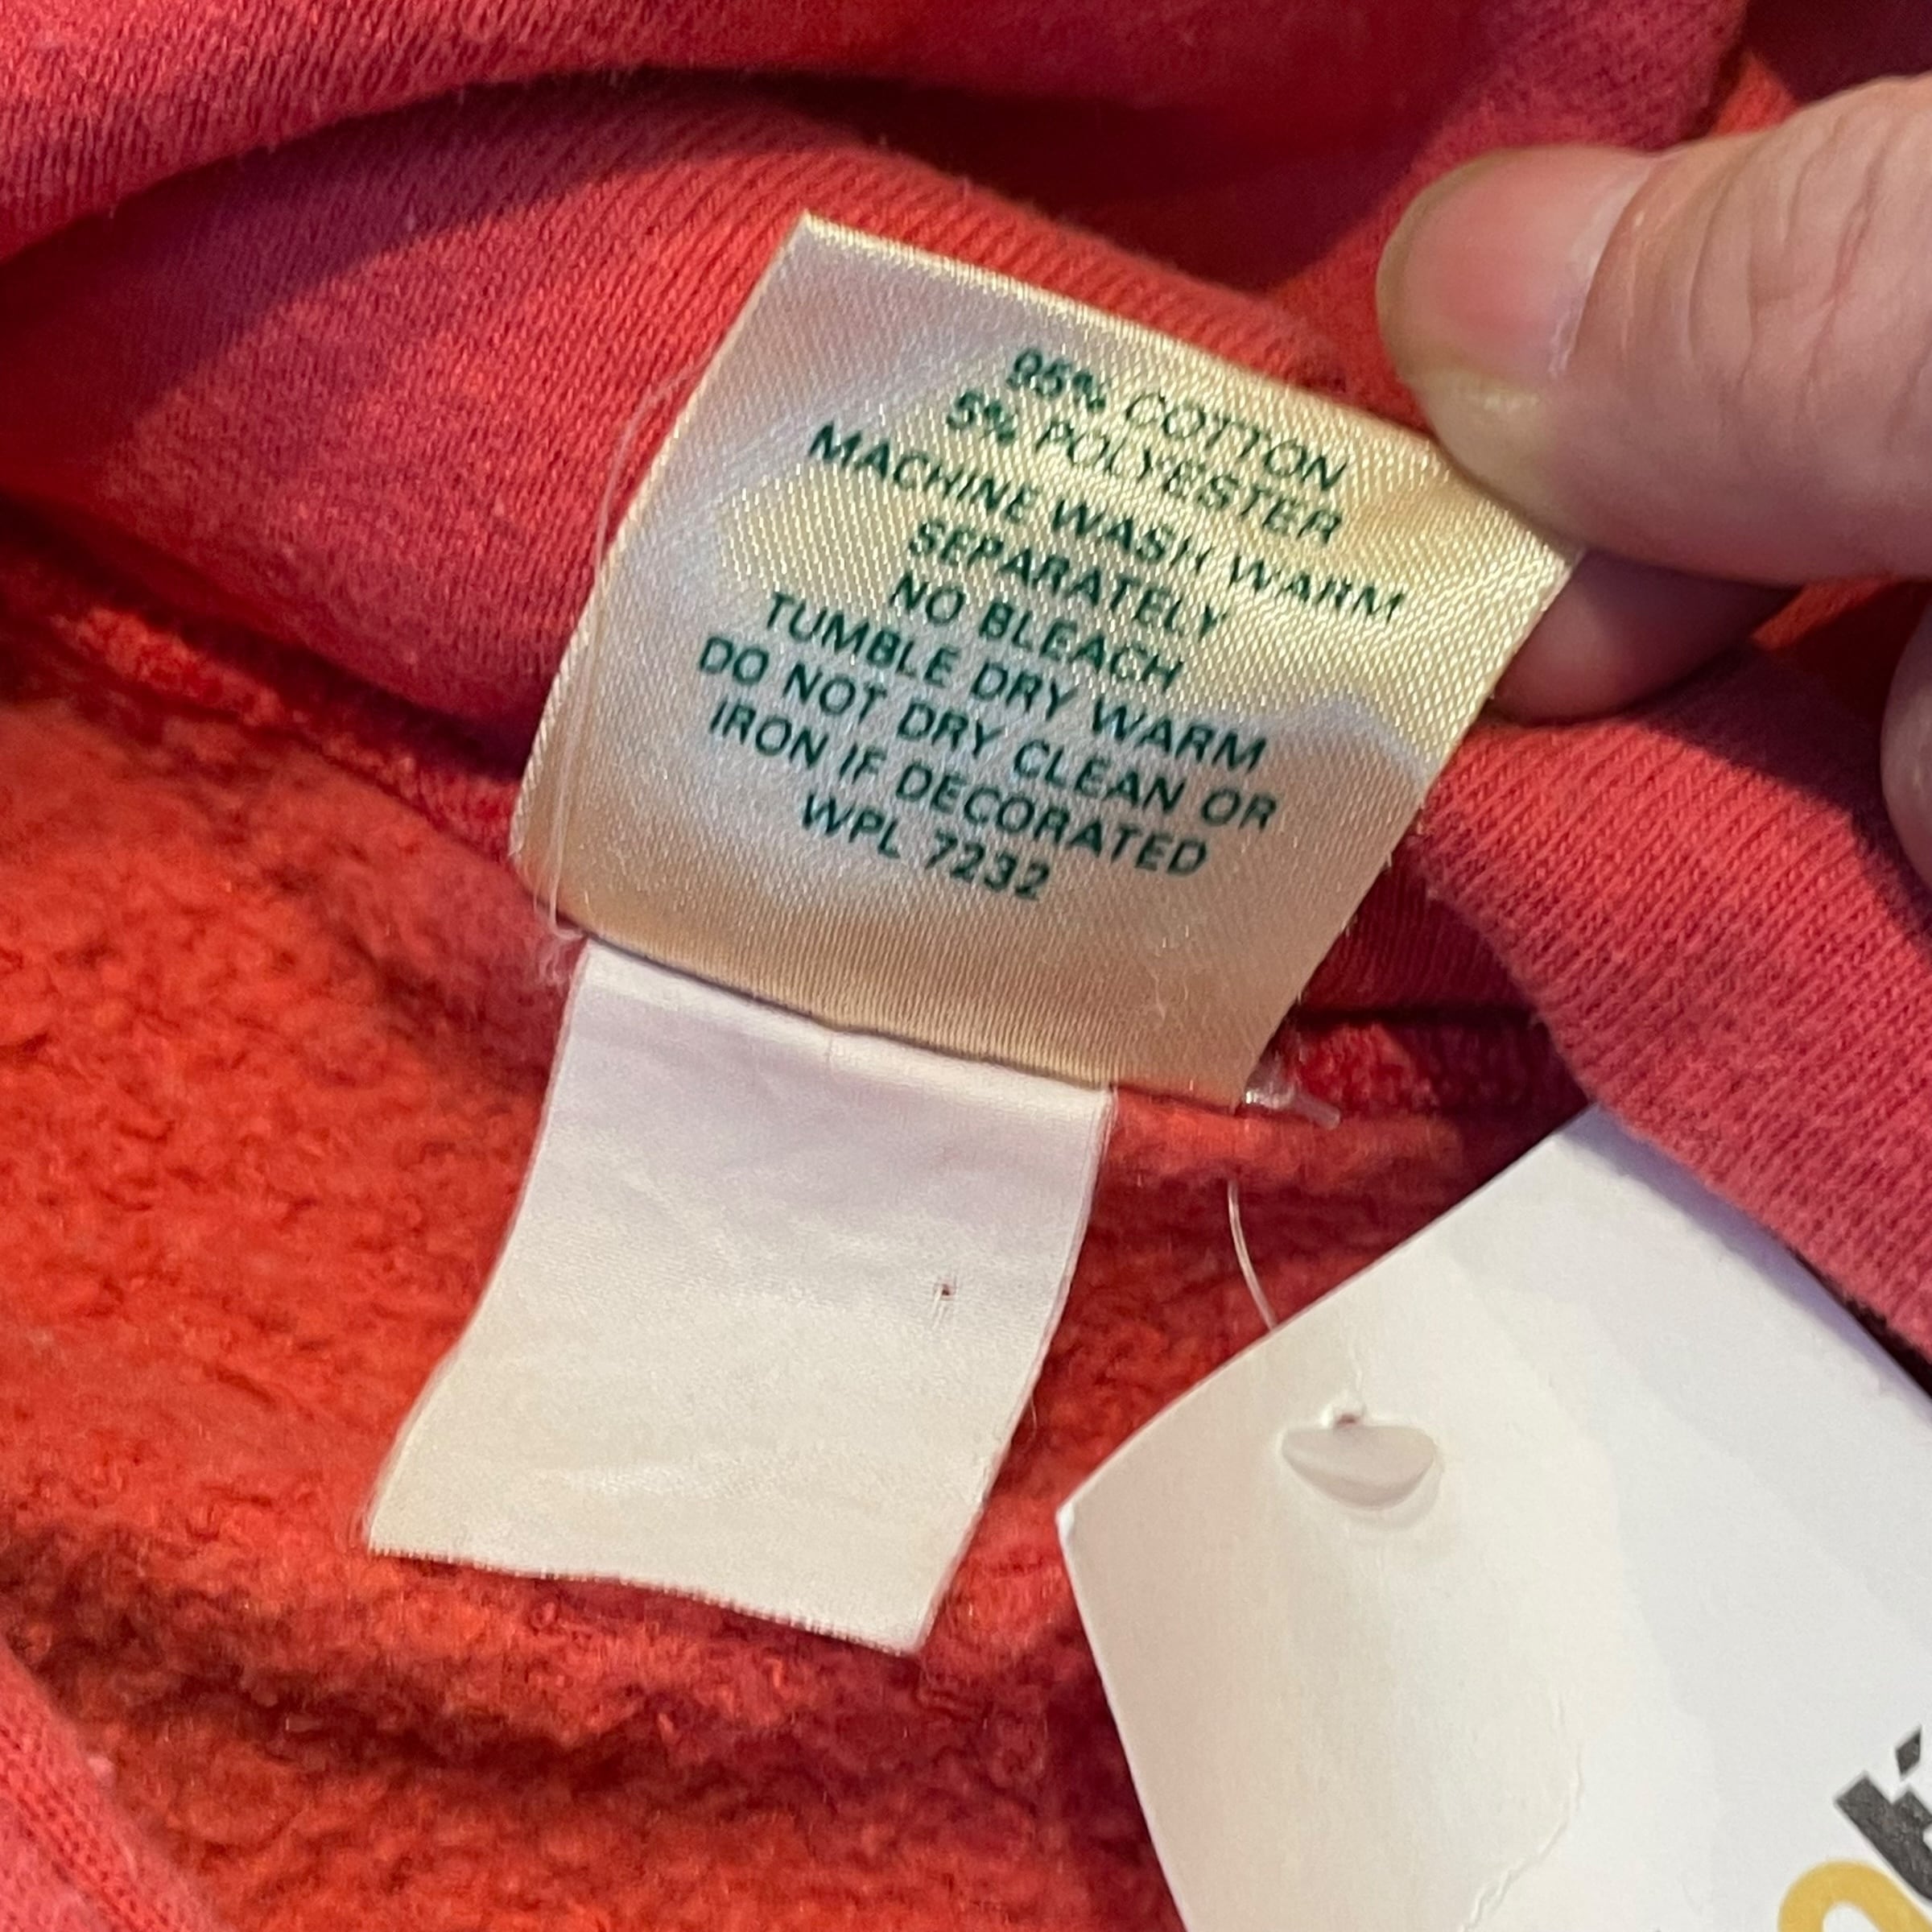 95% COTTON
5% POLYESTER
MACHINE WASH WARM
SEPARATELY
NO BLEACH
TUMBLE DRY WARM
DO NOT DRY CLEAN OR
IRON IF DECORATED
WPL 7232